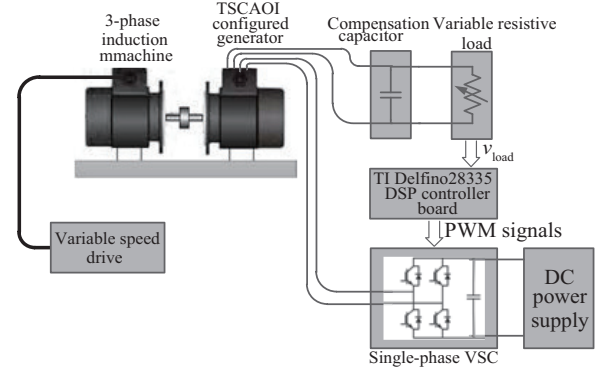 3-phase
induction
mmachine
TSCAOI
configured
generator
Compensation
capacitor
Variable resistive
load
vload
TI Delfino28335
DSP controller
board
PWM signals
Variable speed
drive
DC
power
supply
Single-phase VSC